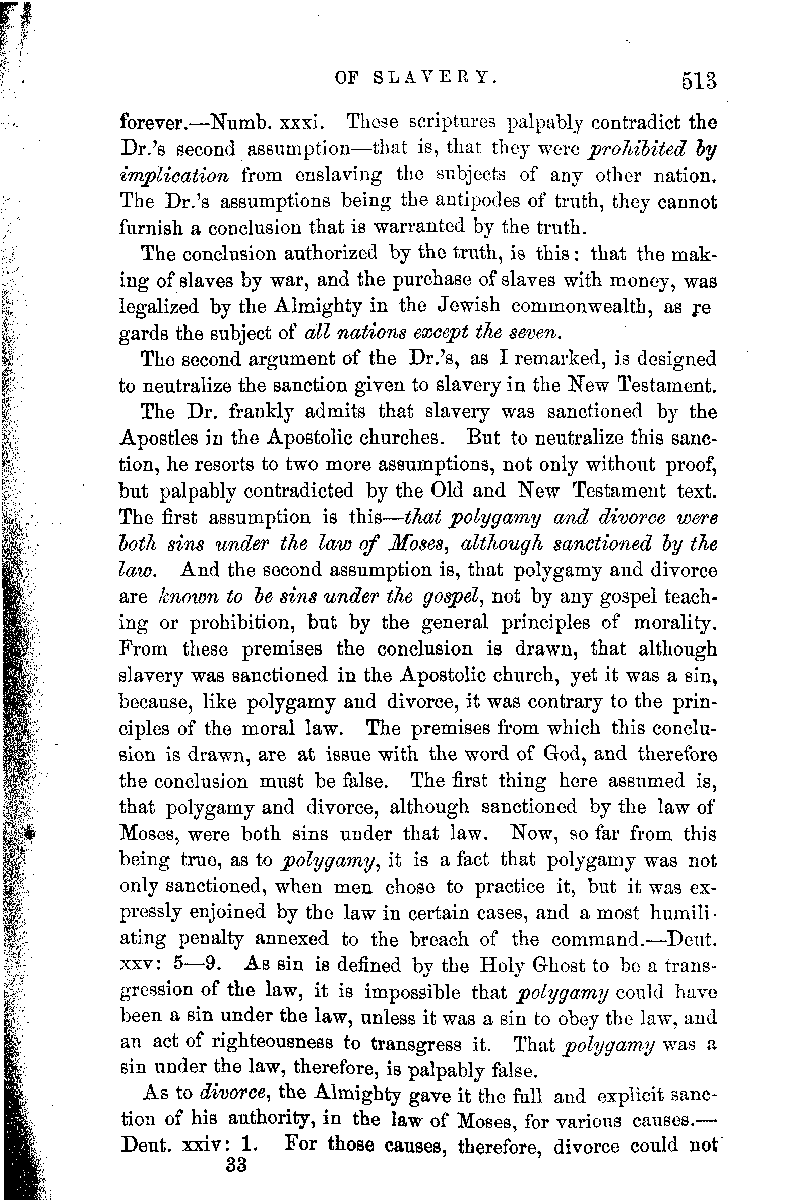 OF SLAVERY. 513
forever.—Numb. xxxi. These scriptures palpably contradict the
Dr.'s second assumption—that is, that they were prohibited by
implication from enslaving the subjects of any other nation.
The Dr.'s assumptions being the antipodes of truth, they cannot
furnish a conclusion that is warranted by the truth.
The conclusion authorized by the truth, is this: that the mak-
ing of slaves by war, and the purchase of slaves with money, was
legalized by the Almighty in the Jewish commonwealth, as re
gards the subject of all nations except the seven.
The second argument of the Dr.'s, as I remarked, is designed
to neutralize the sanction given to slavery in the New Testament.
The Dr. frankly admits that slavery was sanctioned by the
Apostles in the Apostolic churches. But to neutralize this sanc-
tion, he resorts to two more assumptions, not only without proof,
but palpably contradicted by the Old and New Testament text.
The first assumption is this—that polygamy and divorce were
both sins under the law of Moses, although sanctioned by the
law. And the second assumption is, that polygamy and divorce
are known to be sins under the gospel, not by any gospel teach-
ing or prohibition, but by the general principles of morality.
From these premises the conclusion is drawn, that although
slavery was sanctioned in the Apostolic church, yet it was a sin,
because, like polygamy and divorce, it was contrary to the prin-
ciples of the moral law. The premises from which this conclu-
sion is drawn, are at issue with the word of God, and therefore
the conclusion must be false. The first thing here assumed is,
that polygamy and divorce, although sanctioned by the law of
Moses, were both sins under that law. Now, so far from this
being true, as to polygamy, it is a fact that polygamy was not
only sanctioned, when men chose to practice it, but it was ex-
pressly enjoined by the law in certain cases, and a most humili-
ating penalty annexed to the breach of the command.—Deut.
xxv: 5—9. As sin is defined by the Holy Ghost to be a trans-
gression of the law, it is impossible that polygamy could have
been a sin under the law, unless it was a sin to obey the law, and
an act of righteousness to transgress it. That polygamy was a
sin under the law, therefore, is palpably false.
As to divorce, the Almighty gave it the full and explicit sanc-
tion of his authority, in the law of Moses, for various causes.—
Deut. xxiv: 1. For those causes, therefore, divorce could not
33